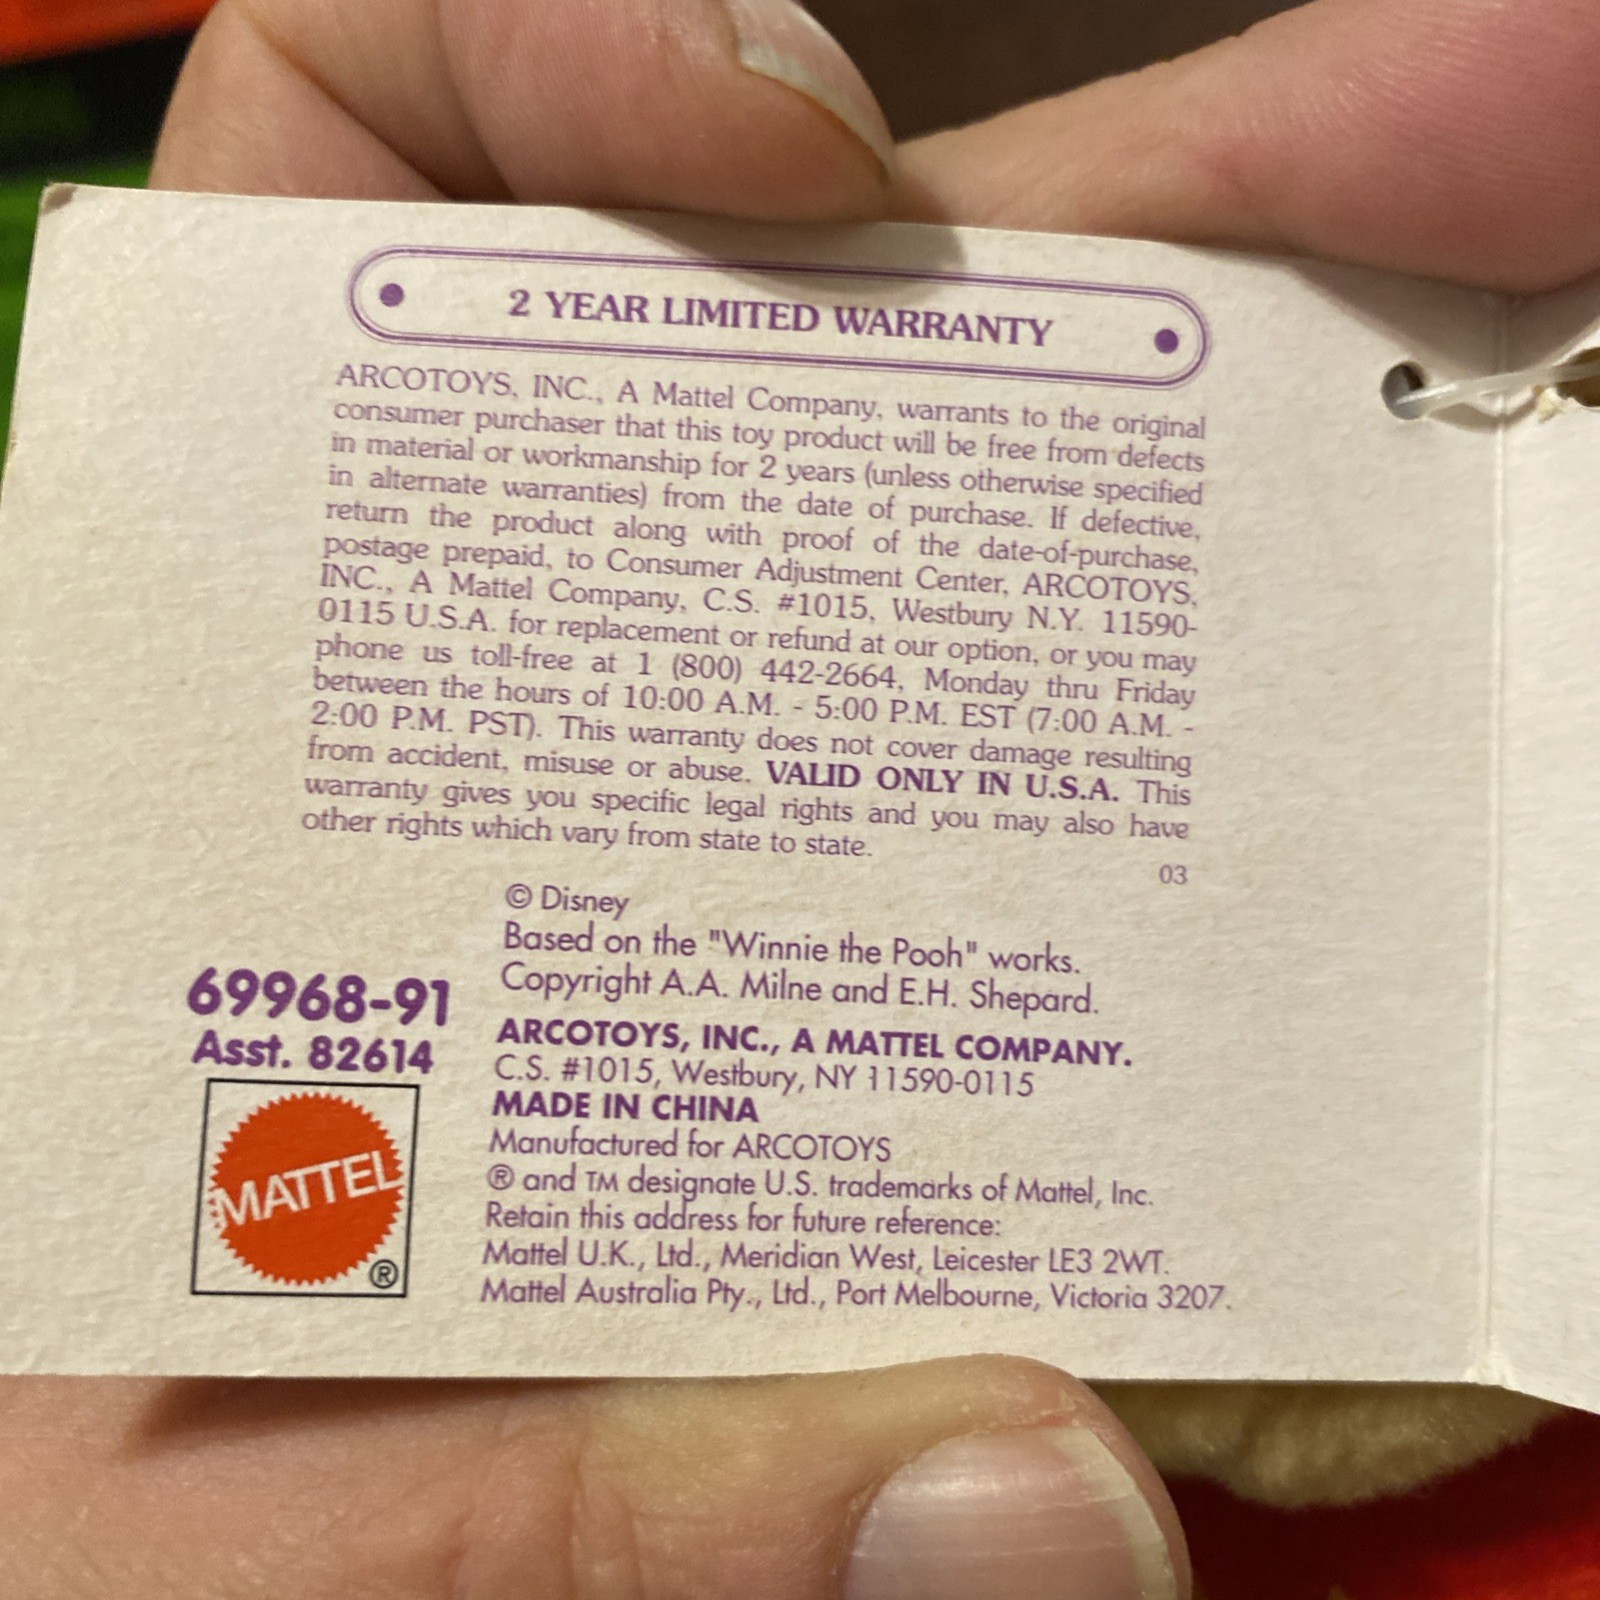 2 YEAR LIMITED WARRANTY
ARCOTOYS, INC., A Mattel Company, warrants to the original
consumer purchaser that this toy product will be free from defects
in material or workmanship for 2 years (unless otherwise specified
in alternate warranties) from the date of purchase. If defective,
return the product along with proof of the date-of-purchase,
postage prepaid, to Consumer Adjustment Center, ARCOTOYS,
INC., A Mattel Company, C.S. #1015, Westbury N.Y. 11590-
0115 U.S.A. for replacement or refund at our option, or you may
phone us toll-free at 1 (800) 442-2664, Monday thru Friday
between the hours of 10:00 A.M. - 5:00 P.M. EST (7:00 A.M. -
2:00 P.M. PST). This warranty does not cover damage resulting
from accident, misuse or abuse. VALID ONLY IN U.S.A. This
warranty gives you specific legal rights and you may also have
other rights which vary from state to state.
03
© Disney
Based on the "Winnie the Pooh" works.
Copyright A.A. Milne and E.H. Shepard.
69968-91
Asst. 82614
MATTEL
®
ARCOTOYS, INC., A MATTEL COMPANY.
C.S. #1015, Westbury, NY 11590-0115
MADE IN CHINA
Manufactured for ARCOTOYS
® and TM designate U.S. trademarks of Mattel, Inc.
Retain this address for future reference:
Mattel U.K., Ltd., Meridian West, Leicester LE3 2WT.
Mattel Australia Pty., Ltd., Port Melbourne, Victoria 3207.